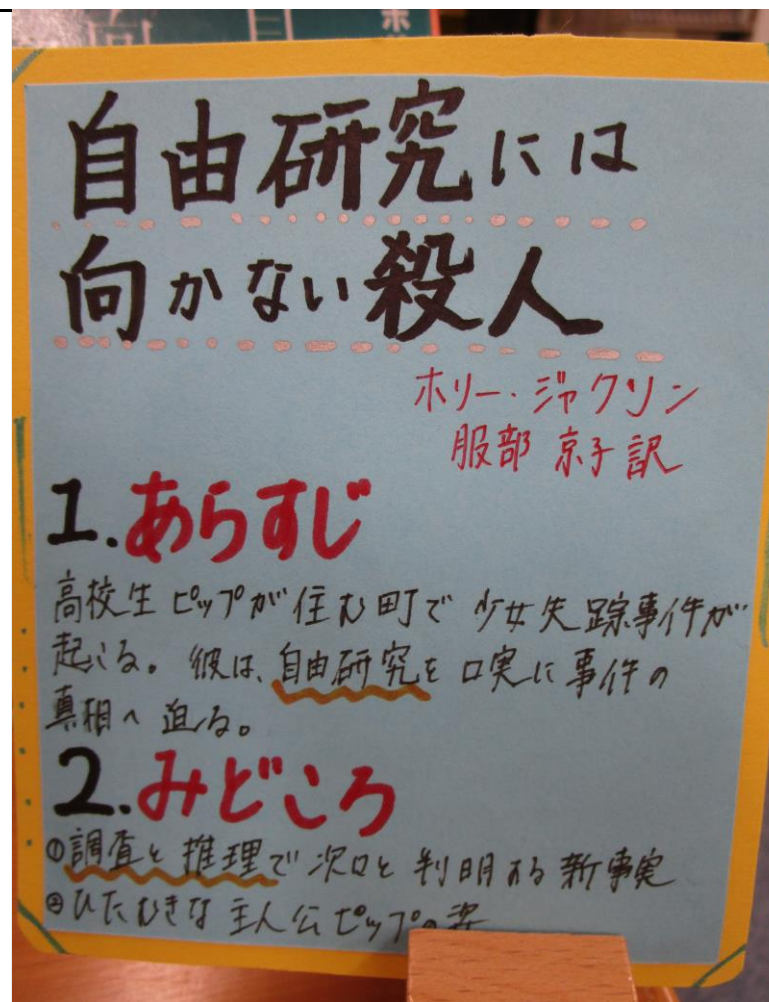 自由研究には
向かない殺人
ホリー・ジャクソン
服部 京子 訳
1.あらすじ
高校生ピップが住む町で 少女失踪事件が
起こる。彼は、自由研究を口実に事件の
真相へ迫る。
2.みどころ
①調査と推理で次々と判明する新事実
②ひたむきな主人公ピップの姿